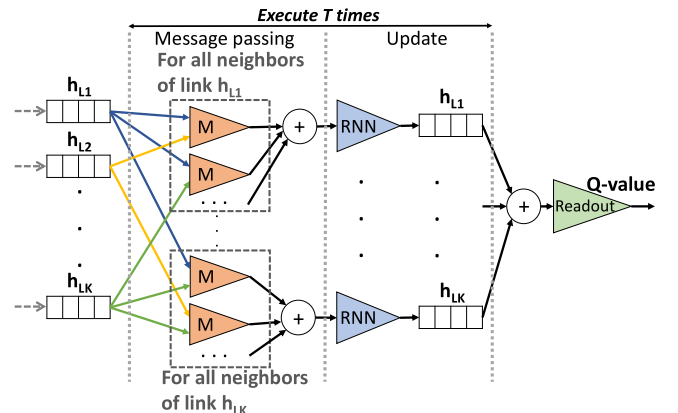 Execute T times
Message passing
Update
For all neighbors
of link hL1
hL1
hL2
hLK
M
M
. . .
+
RNN
hL1
M
M
. . .
+
RNN
hLK
+
Readout
Q-value
For all neighbors
of link hLK